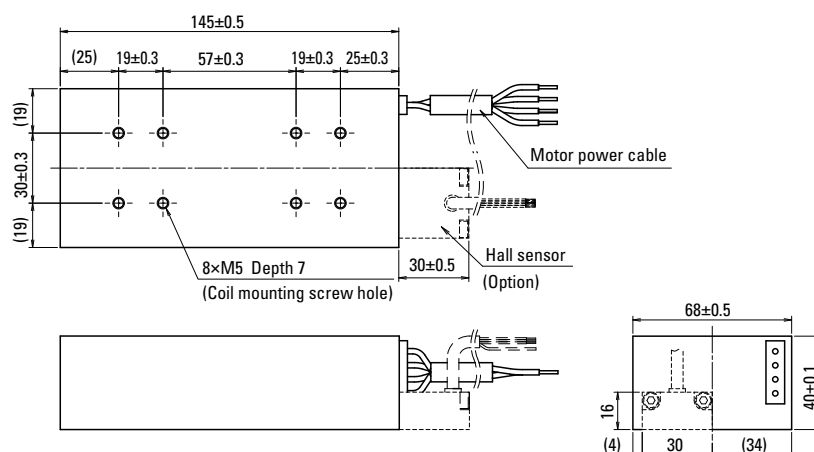 145±0.5
(25) 19±0.3 57±0.3 19±0.3 25±0.3
(19)
30±0.3
(19)
Motor power cable
8×M5 Depth 7
(Coil mounting screw hole)
30±0.5
Hall sensor
(Option)
68±0.5
16
40±0.1
(4) 30 (34)